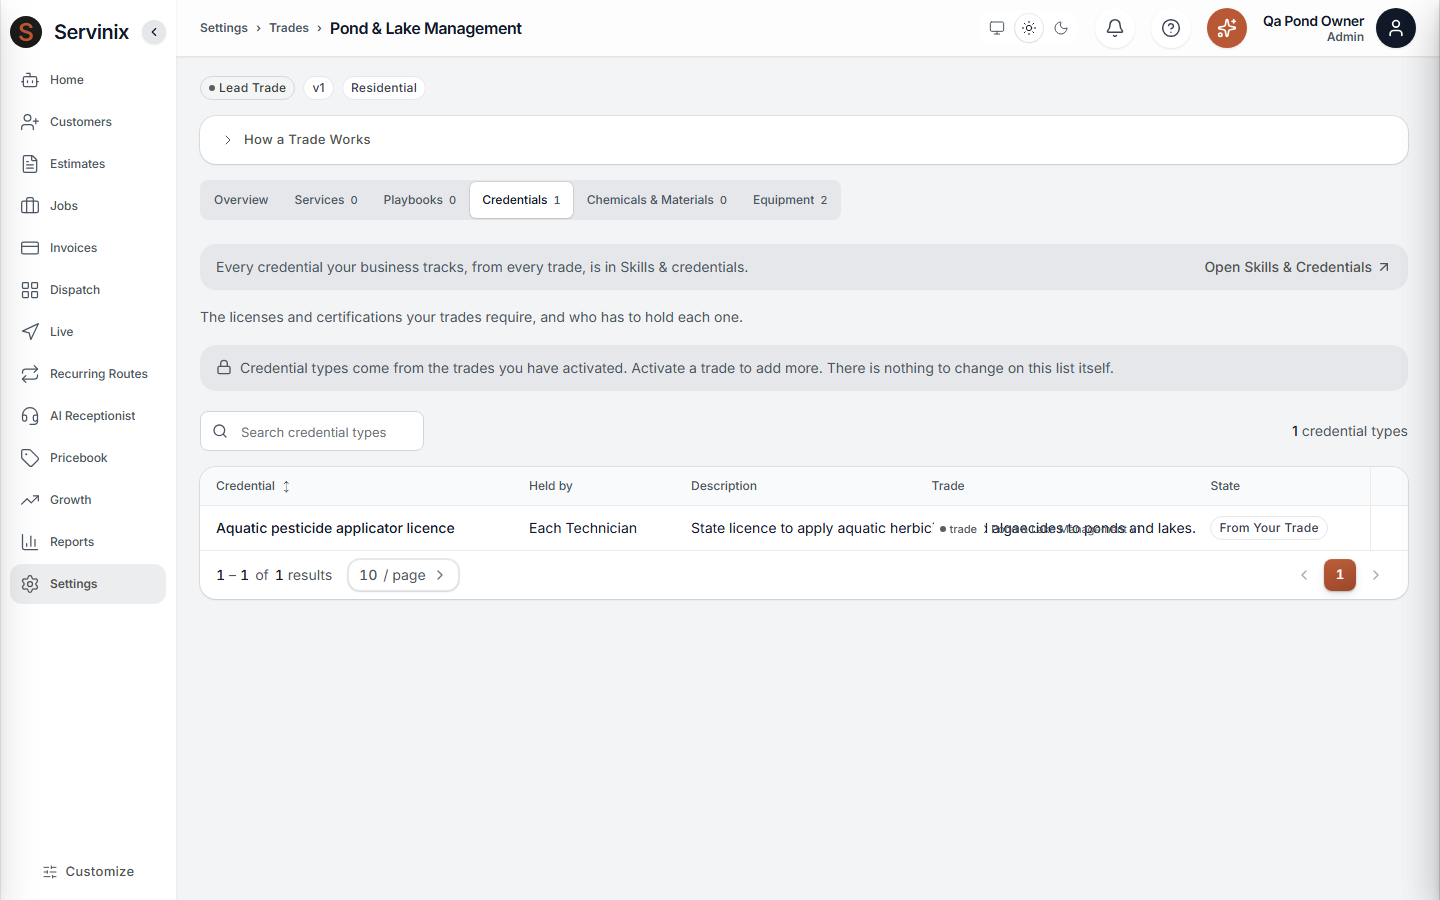 S Servinix
Settings › Trades › Pond & Lake Management
Qa Pond Owner
Admin
Home
Customers
Estimates
Jobs
Invoices
Dispatch
Live
Recurring Routes
AI Receptionist
Pricebook
Growth
Reports
Settings
Customize
Lead Trade v1 Residential
How a Trade Works
Overview Services 0 Playbooks 0 Credentials 1 Chemicals & Materials 0 Equipment 2
Every credential your business tracks, from every trade, is in Skills & credentials. Open Skills & Credentials
The licenses and certifications your trades require, and who has to hold each one.
Credential types come from the trades you have activated. Activate a trade to add more. There is nothing to change on this list itself.
Search credential types 1 credential types
Credential Held by Description Trade State
Aquatic pesticide applicator licence Each Technician State licence to apply aquatic trade algaecides to ponds and lakes. From Your Trade
1 – 1 of 1 results 10 / page 1